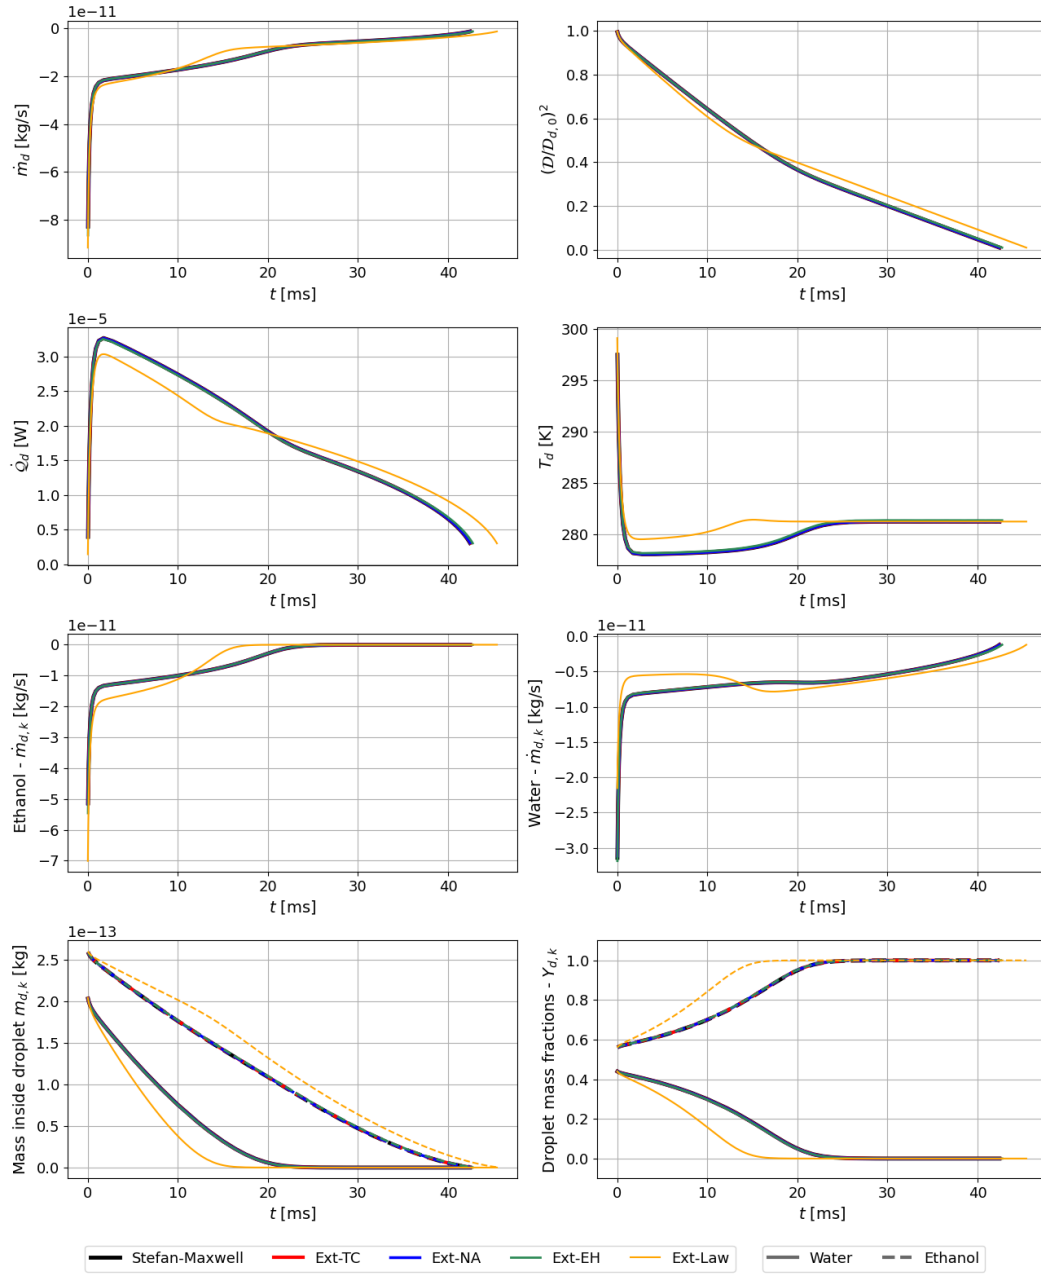 1e−11
ṁ_d [kg/s]
0
−2
−4
−6
−8
0 10 20 30 40
t [ms]
(D/D_{d,0})^2
1.0
0.8
0.6
0.4
0.2
0.0
0 10 20 30 40
t [ms]
1e−5
Q̇_d [W]
3.0
2.5
2.0
1.5
1.0
0.5
0.0
0 10 20 30 40
t [ms]
T_d [K]
300
295
290
285
280
0 10 20 30 40
t [ms]
1e−11
Ethanol - ṁ_{d,k} [kg/s]
0
−1
−2
−3
−4
−5
−6
−7
0 10 20 30 40
t [ms]
1e−11
Water - ṁ_{d,k} [kg/s]
0.0
−0.5
−1.0
−1.5
−2.0
−2.5
−3.0
0 10 20 30 40
t [ms]
1e−13
Mass inside droplet m_{d,k} [kg]
2.5
2.0
1.5
1.0
0.5
0.0
0 10 20 30 40
t [ms]
Droplet mass fractions - Y_{d,k}
1.0
0.8
0.6
0.4
0.2
0.0
0 10 20 30 40
t [ms]
Stefan-Maxwell Ext-TC Ext-NA Ext-EH Ext-Law Water Ethanol